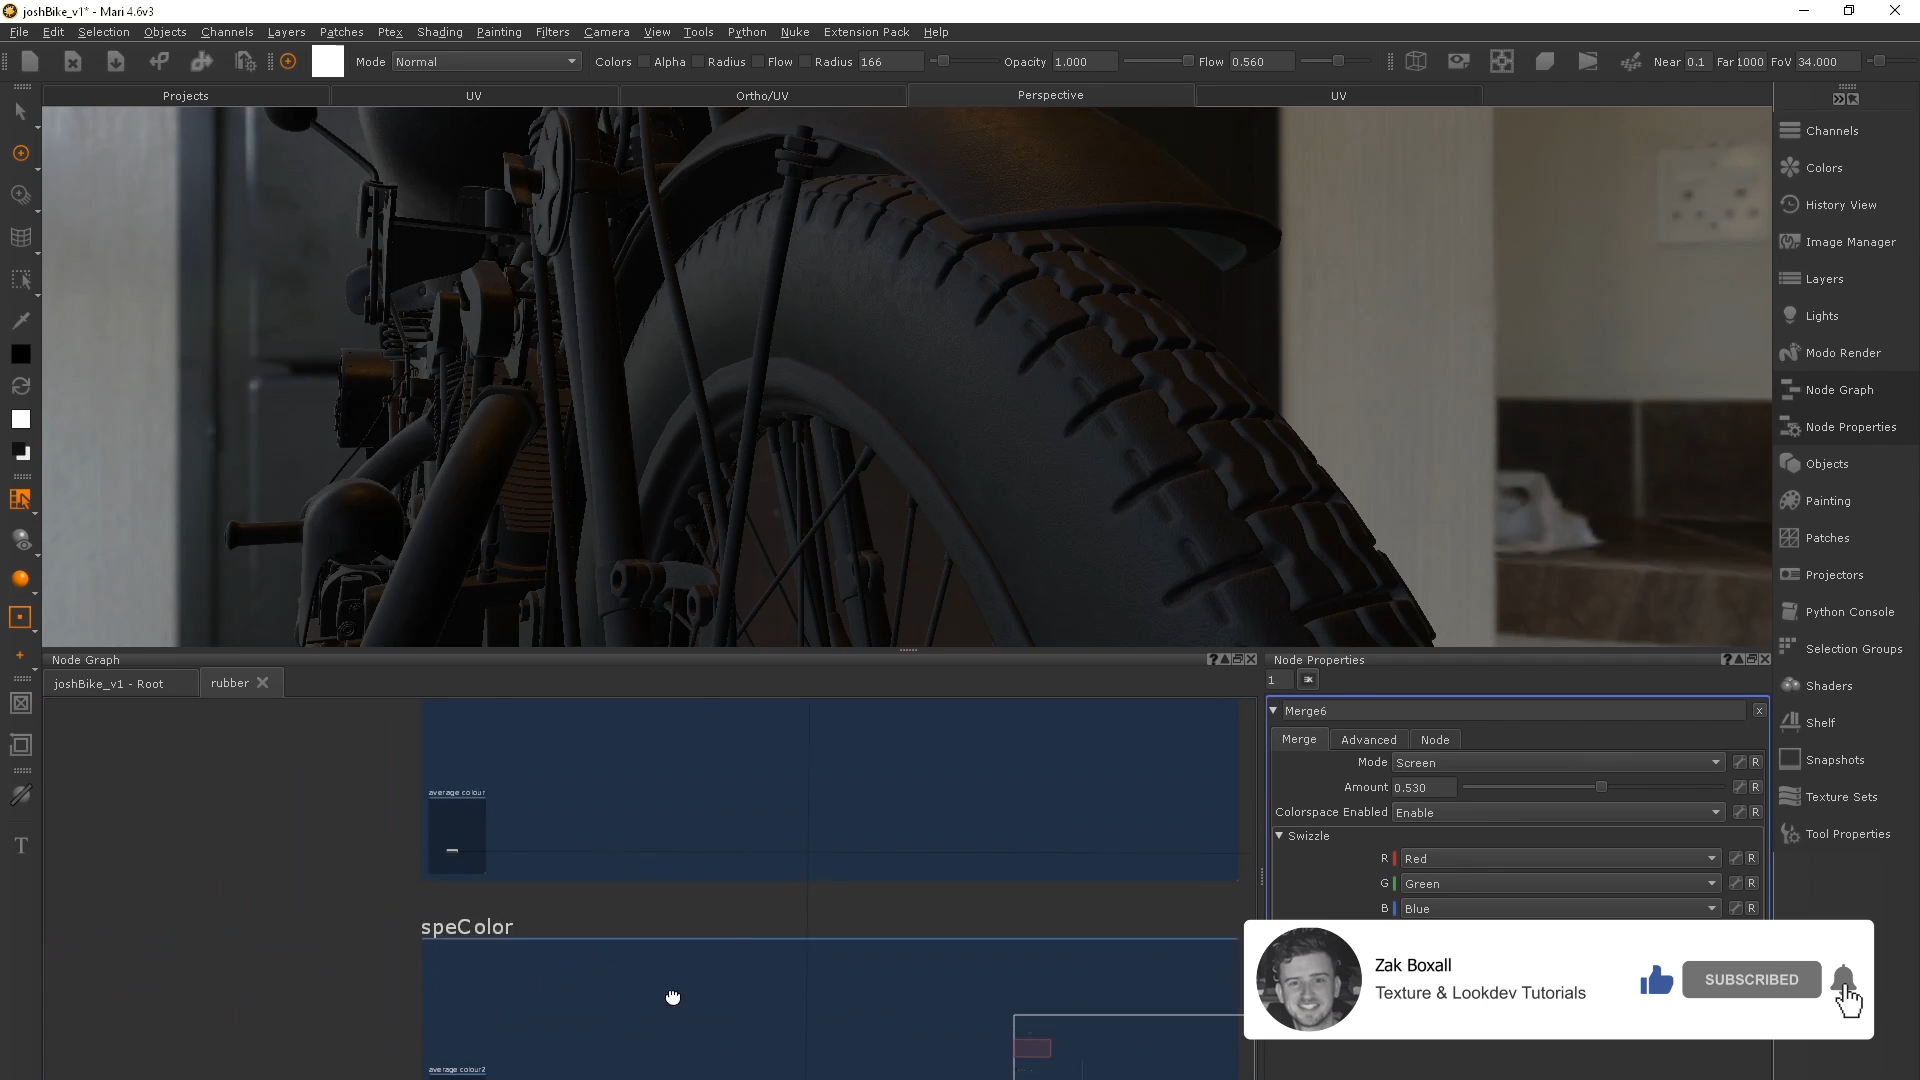 joshBike_v1* - Mari 4.6v3
File Edit Selection Objects Channels Layers Patches Ptex Shading Painting Filters Camera View Tools Python Nuke Extension Pack Help
Mode Normal Colors Alpha Radius Flow Radius 166 Opacity 1.000 Flow 0.560 Near 0.1 Far 1000 FoV 34.000
Projects UV Ortho/UV Perspective UV
Channels
Colors
History View
Image Manager
Layers
Lights
Modo Render
Node Graph
Node Properties
Objects
Painting
Patches
Projectors
Python Console
Selection Groups
Shaders
Shelf
Snapshots
Texture Sets
Tool Properties
T
Node Graph
joshBike_v1 - Root rubber
average colour
speColor
average colour2
Node Properties
1
Merge6
Merge Advanced Node
Mode Screen R
Amount 0.530 R
Colorspace Enabled Enable R
Swizzle
R Red R
G Green R
B Blue R
Zak Boxall
Texture & Lookdev Tutorials
SUBSCRIBED